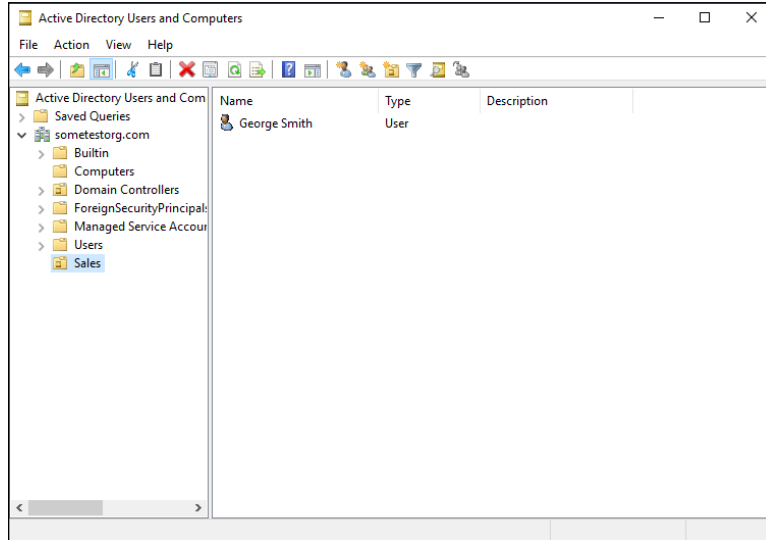 Active Directory Users and Computers
File Action View Help
Active Directory Users and Com
Saved Queries
sometestorg.com
Builtin
Computers
Domain Controllers
ForeignSecurityPrincipals
Managed Service Accour
Users
Sales
Name Type Description
George Smith User